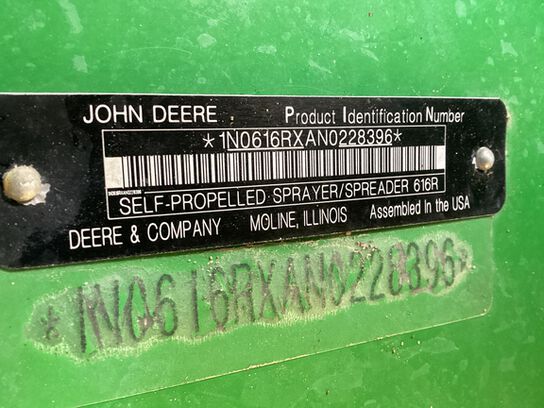 JOHN DEERE Product Identification Number
*1N0616RXAN0228396*
SELF-PROPELLED SPRAYER/SPREADER 616R
DEERE & COMPANY MOLINE, ILLINOIS Assembled in the USA
*1N0616RXAN0228396*